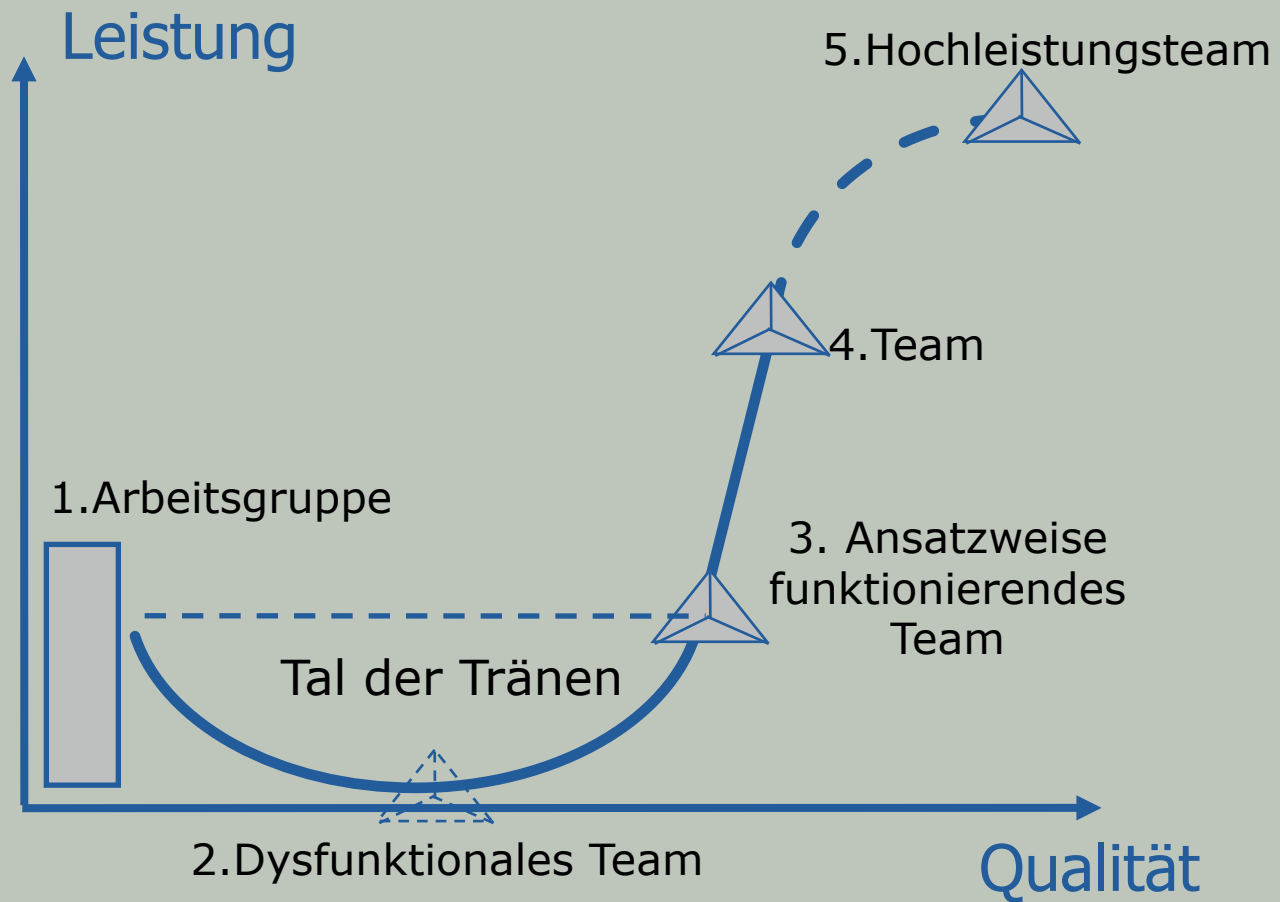 Leistung
5.Hochleistungsteam
4.Team
1.Arbeitsgruppe
3. Ansatzweise
funktionierendes
Team
Tal der Tränen
2.Dysfunktionales Team
Qualität